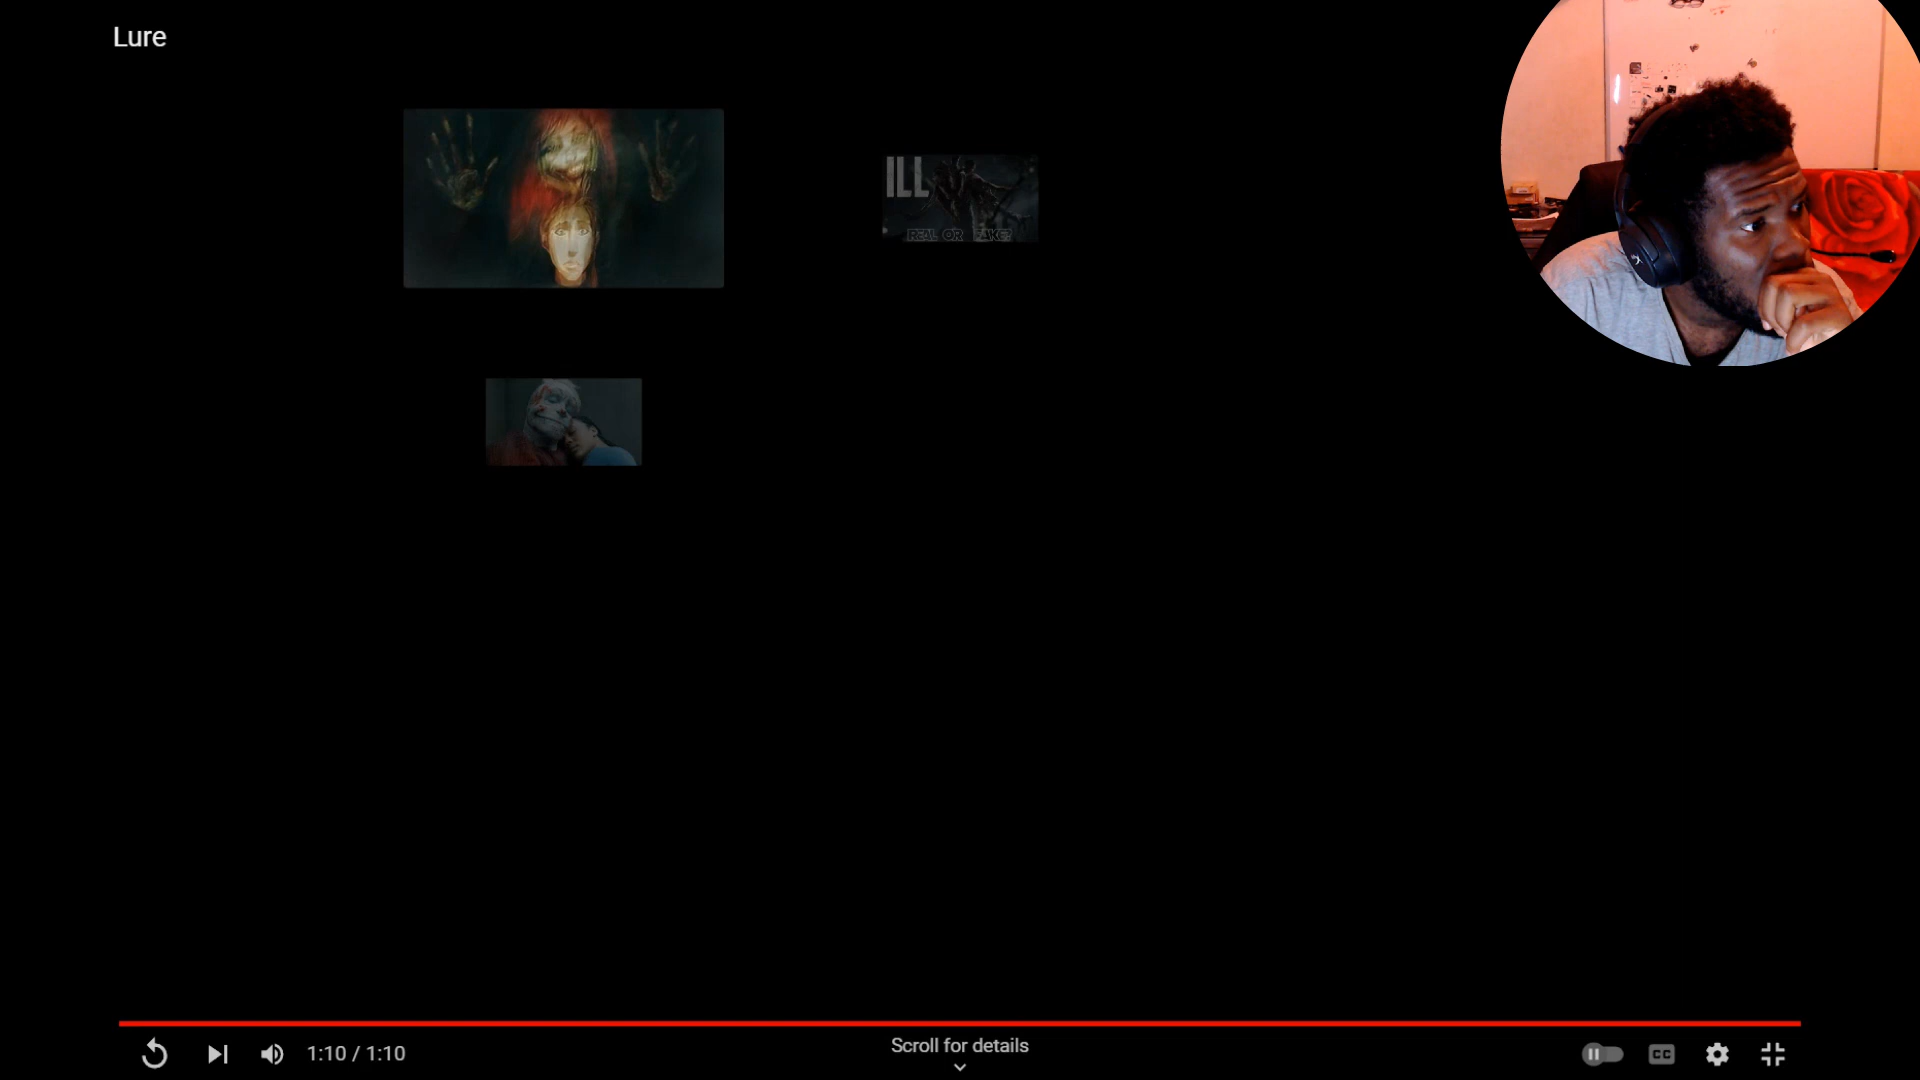 Lure
ILL
REAL OR FAKE?
1:10 / 1:10
Scroll for details
CC